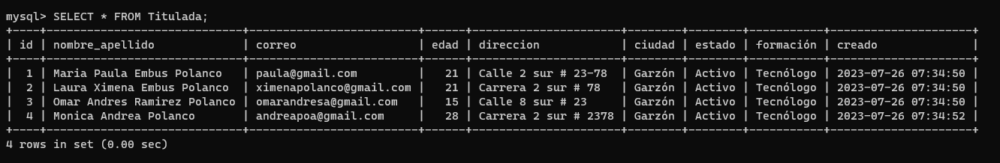 mysql> SELECT * FROM Titulada;
+----+-----------------------------+-------------------------+------+---------------------+--------+--------+-----------+---------------------+
| id | nombre_apellido             | correo                  | edad | direccion           | ciudad | estado | formación | creado              |
+----+-----------------------------+-------------------------+------+---------------------+--------+--------+-----------+---------------------+
|  1 | Maria Paula Embus Polanco   | paula@gmail.com         |   21 | Calle 2 sur # 23-78 | Garzón | Activo | Tecnólogo | 2023-07-26 07:34:50 |
|  2 | Laura Ximena Embus Polanco  | ximenapolanco@gmail.com |   21 | Carrera 2 sur # 78  | Garzón | Activo | Tecnólogo | 2023-07-26 07:34:50 |
|  3 | Omar Andres Ramirez Polanco | omarandresa@gmail.com   |   15 | Calle 8 sur # 23    | Garzón | Activo | Tecnólogo | 2023-07-26 07:34:50 |
|  4 | Monica Andrea Polanco       | andreapoa@gmail.com     |   28 | Carrera 2 sur # 2378 | Garzón | Activo | Tecnólogo | 2023-07-26 07:34:52 |
+----+-----------------------------+-------------------------+------+---------------------+--------+--------+-----------+---------------------+
4 rows in set (0.00 sec)